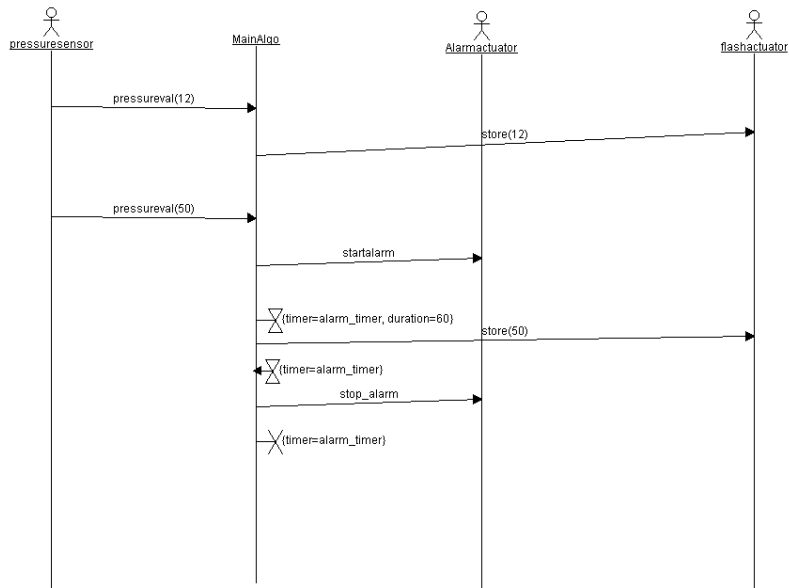 pressuresensor
MainAlgo
Alarmactuator
flashactuator
pressureval(12)
store(12)
pressureval(50)
startalarm
{timer=alarm_timer, duration=60}
store(50)
{timer=alarm_timer}
stop_alarm
{timer=alarm_timer}